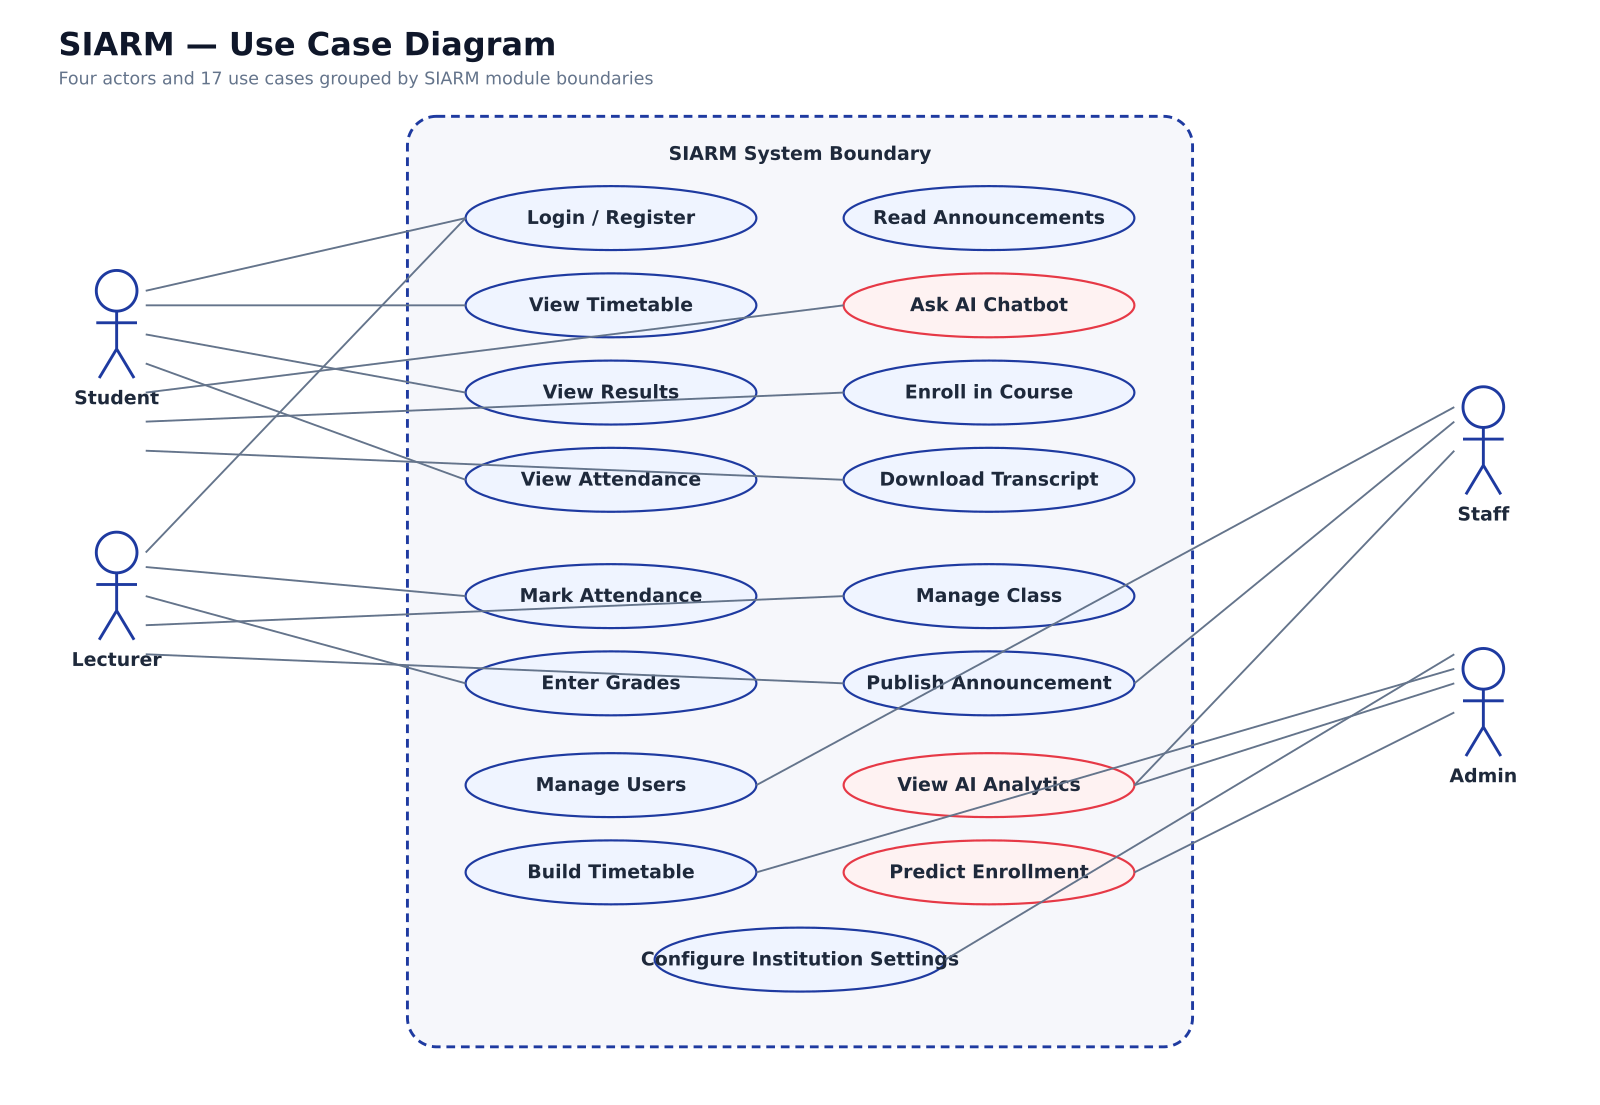 SIARM — Use Case Diagram
Four actors and 17 use cases grouped by SIARM module boundaries
SIARM System Boundary
Login / Register
Read Announcements
View Timetable
Ask AI Chatbot
View Results
Enroll in Course
Student
View Attendance
Download Transcript
Staff
Mark Attendance
Manage Class
Lecturer
Enter Grades
Publish Announcement
Manage Users
View AI Analytics
Admin
Build Timetable
Predict Enrollment
Configure Institution Settings